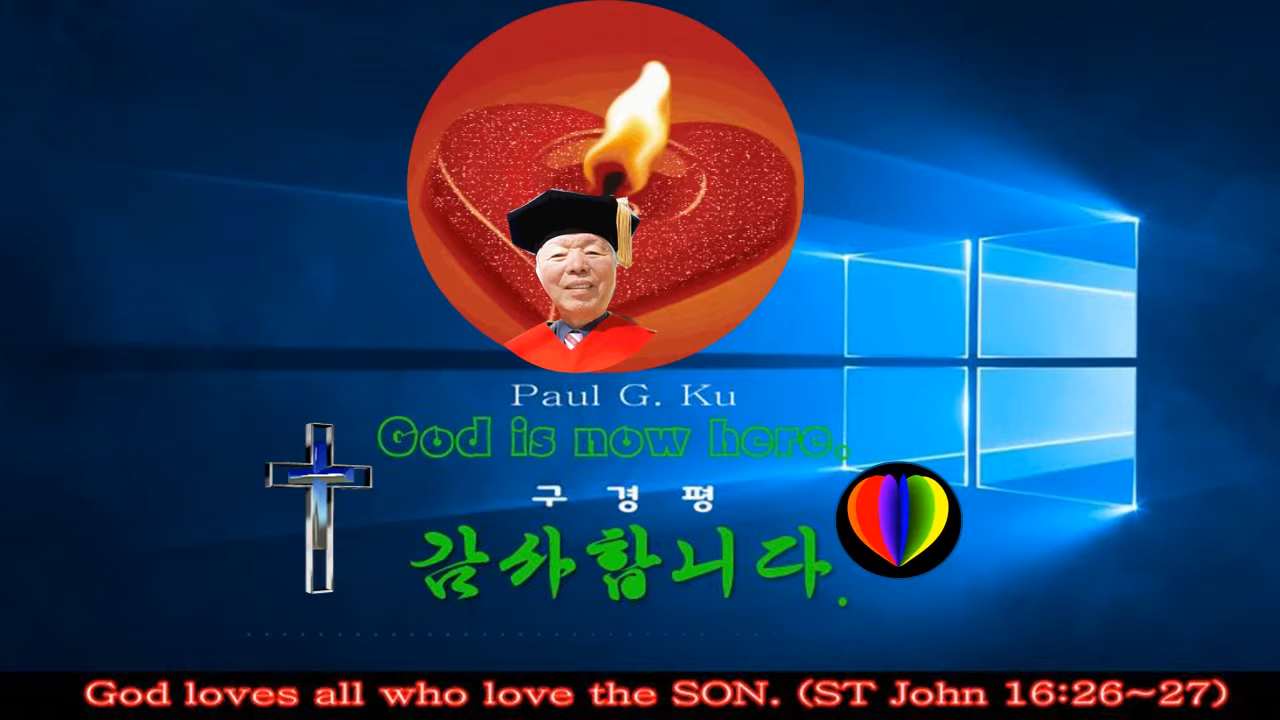 Paul G. Ku
God is now here.
구 경 평
감사합니다.
God loves all who love the SON. (ST John 16:26~27)